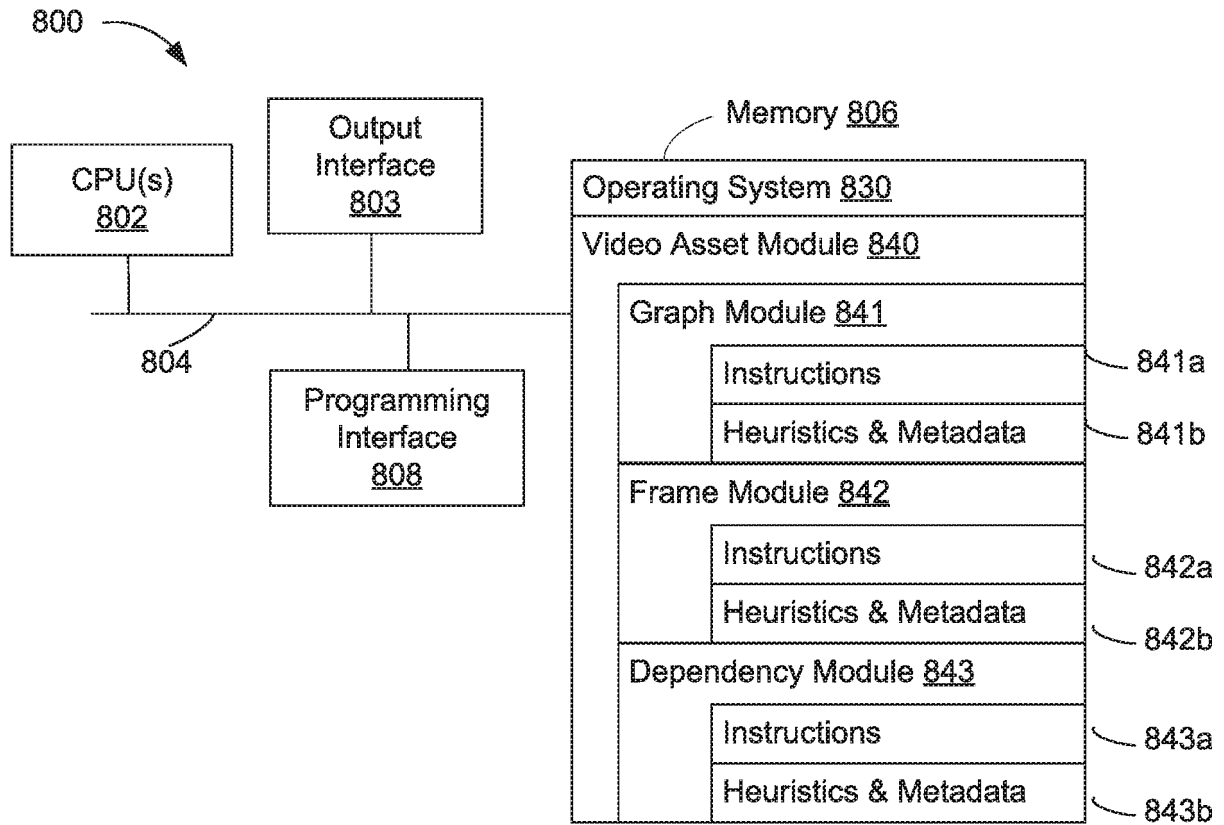 800
CPU(s)
802
Output
Interface
803
804
Programming
Interface
808
Memory 806
Operating System 830
Video Asset Module 840
Graph Module 841
Instructions
841a
Heuristics & Metadata
841b
Frame Module 842
Instructions
842a
Heuristics & Metadata
842b
Dependency Module 843
Instructions
843a
Heuristics & Metadata
843b